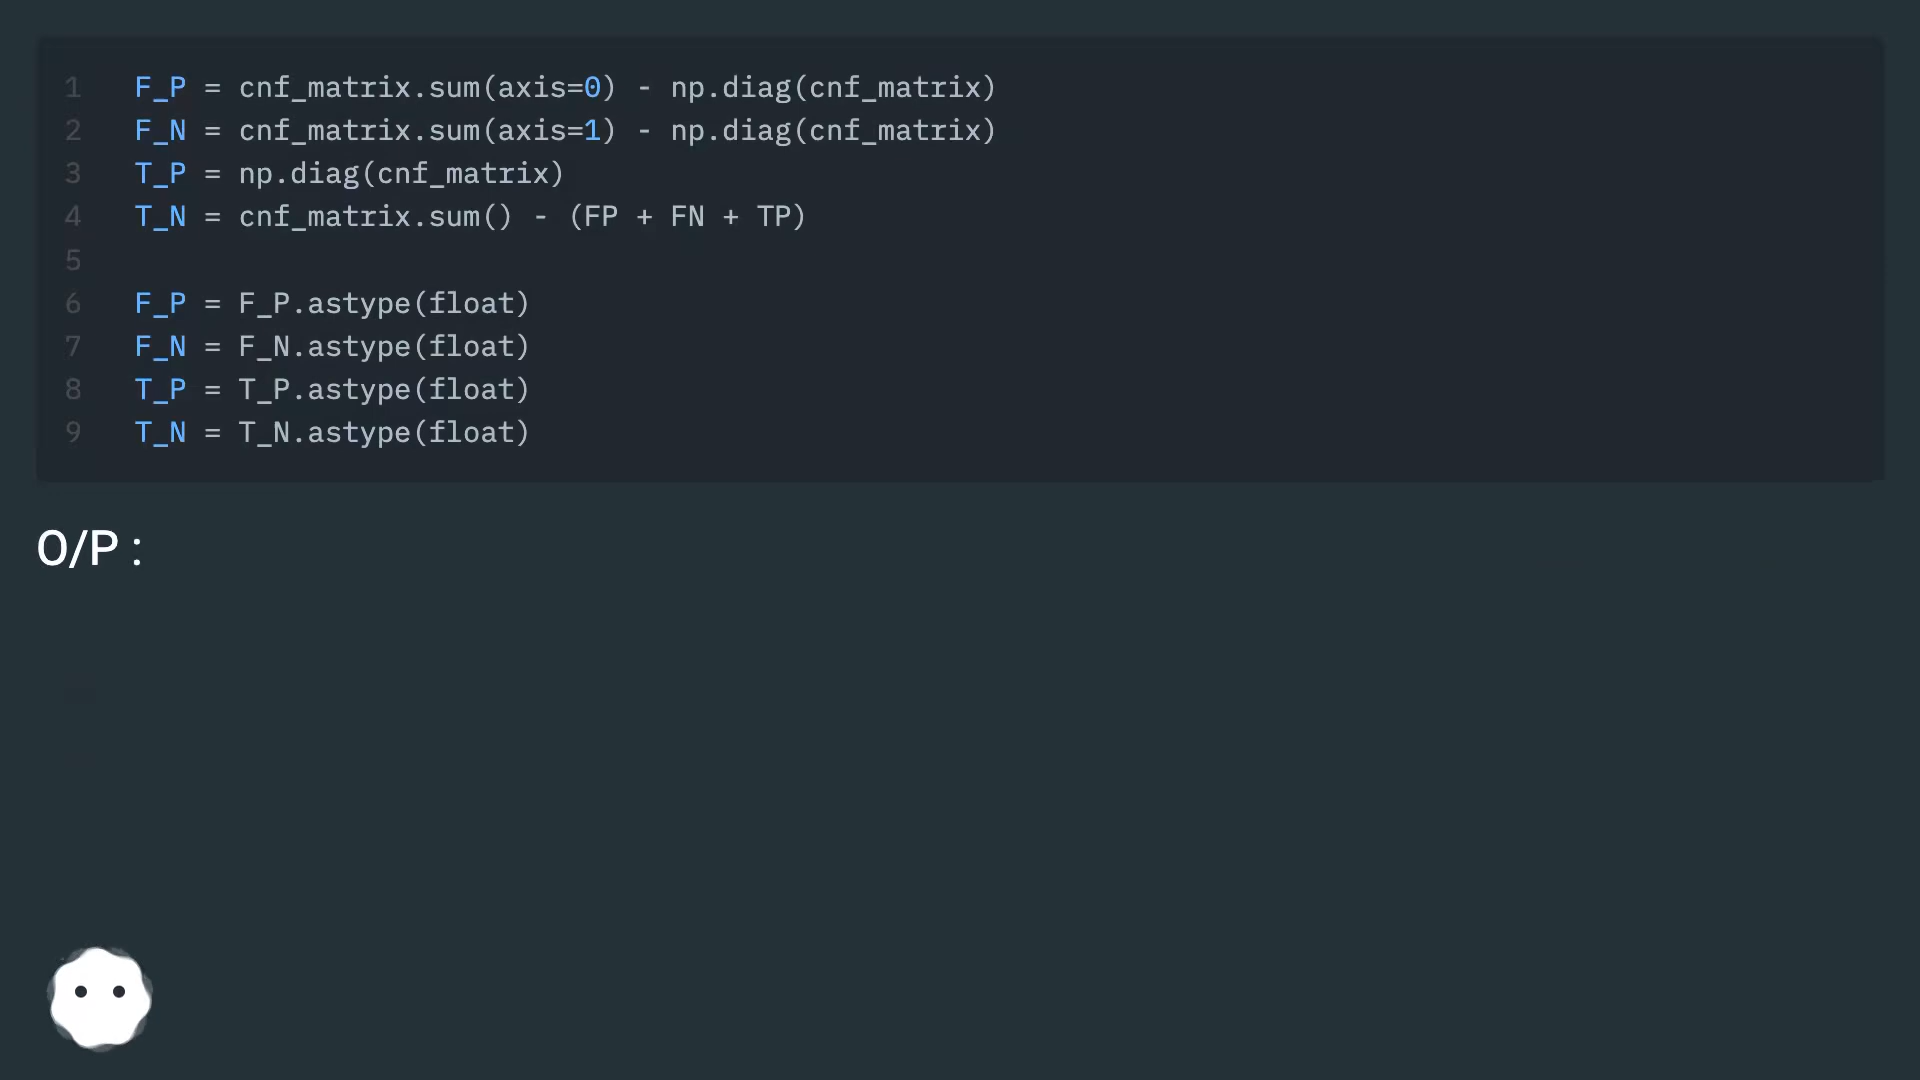 1 F_P = cnf_matrix.sum(axis=0) - np.diag(cnf_matrix)
2 F_N = cnf_matrix.sum(axis=1) - np.diag(cnf_matrix)
3 T_P = np.diag(cnf_matrix)
4 T_N = cnf_matrix.sum() - (FP + FN + TP)
5
6 F_P = F_P.astype(float)
7 F_N = F_N.astype(float)
8 T_P = T_P.astype(float)
9 T_N = T_N.astype(float)
O/P :